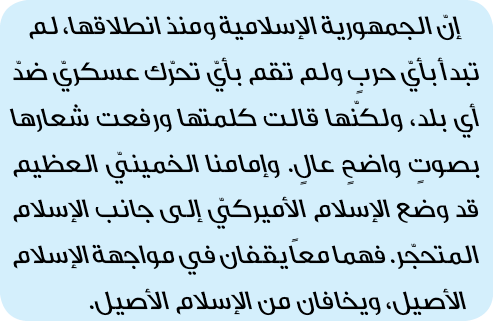 إنّ الجمهورية الإسلامية ومنذ انطلاقها، لم
تبدأ بأيّ حربٍ ولم تقم بأيّ تحرّك عسكريّ ضدّ
أي بلد، ولكنّها قالت كلمتها ورفعت شعارها
بصوتٍ واضحٍ عالٍ. وإمامنا الخمينيّ العظيم
قد وضع الإسلام الأميركيّ إلى جانب الإسلام
المتحجّر. فهما معاً يقفان في مواجهة الإسلام
الأصيل، ويخافان من الإسلام الأصيل.